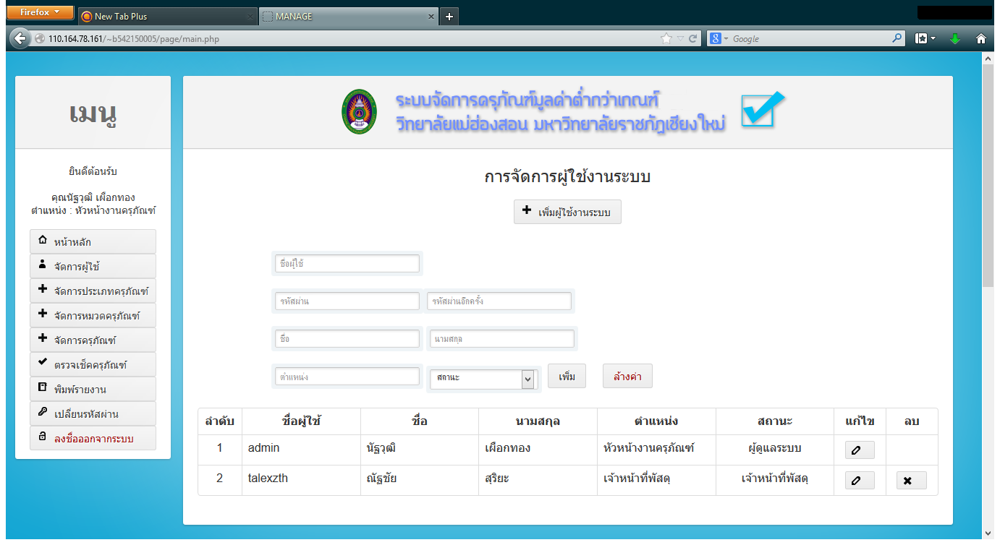 Firefox
New Tab Plus
MANAGE
110.164.78.161/~b542150005/page/main.php
Google
เมนู
ยินดีต้อนรับ
คุณนัฐวุฒิ เผือกทอง
ตำแหน่ง : หัวหน้างานครุภัณฑ์
หน้าหลัก
จัดการผู้ใช้
จัดการประเภทครุภัณฑ์
จัดการหมวดครุภัณฑ์
จัดการครุภัณฑ์
ตรวจเช็คครุภัณฑ์
พิมพ์รายงาน
เปลี่ยนรหัสผ่าน
ลงชื่อออกจากระบบ
ระบบจัดการครุภัณฑ์มูลค่าต่ำกว่าเกณฑ์
วิทยาลัยแม่ฮ่องสอน มหาวิทยาลัยราชภัฏเชียงใหม่
การจัดการผู้ใช้งานระบบ
เพิ่มผู้ใช้งานระบบ
ชื่อผู้ใช้
รหัสผ่าน รหัสผ่านอีกครั้ง
ชื่อ นามสกุล
ตำแหน่ง สถานะ เพิ่ม ล้างค่า
ลำดับ ชื่อผู้ใช้ ชื่อ นามสกุล ตำแหน่ง สถานะ แก้ไข ลบ
1 admin นัฐวุฒิ เผือกทอง หัวหน้างานครุภัณฑ์ ผู้ดูแลระบบ
2 talexzth ณัฐชัย สุริยะ เจ้าหน้าที่พัสดุ เจ้าหน้าที่พัสดุ